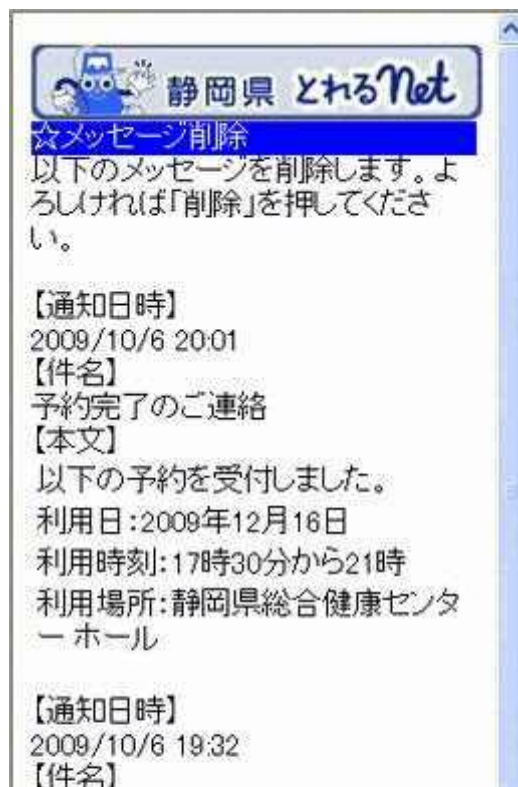 静岡県 とれるNet
☆メッセージ削除
以下のメッセージを削除します。よ
ろしければ「削除」を押してくださ
い。
【通知日時】
2009/10/6 20:01
【件名】
予約完了のご連絡
【本文】
以下の予約を受付しました。
利用日:2009年12月16日
利用時刻:17時30分から21時
利用場所:静岡県総合健康センタ
ー ホール
【通知日時】
2009/10/6 19:32
【件名】